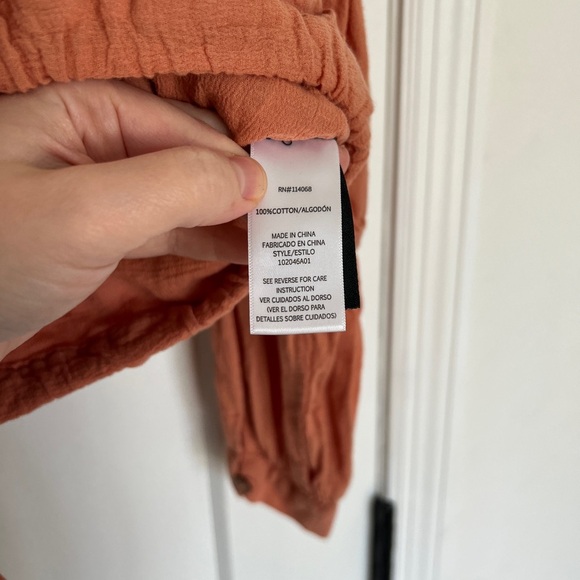 RN#114068
100%COTTON/ALGODÓN
MADE IN CHINA
FABRICADO EN CHINA
STYLE/ESTILO
102046A01
SEE REVERSE FOR CARE
INSTRUCTION
VER CUIDADOS AL DORSO
(VER EL DORSO PARA
DETALLES SOBRE CUIDADOS)